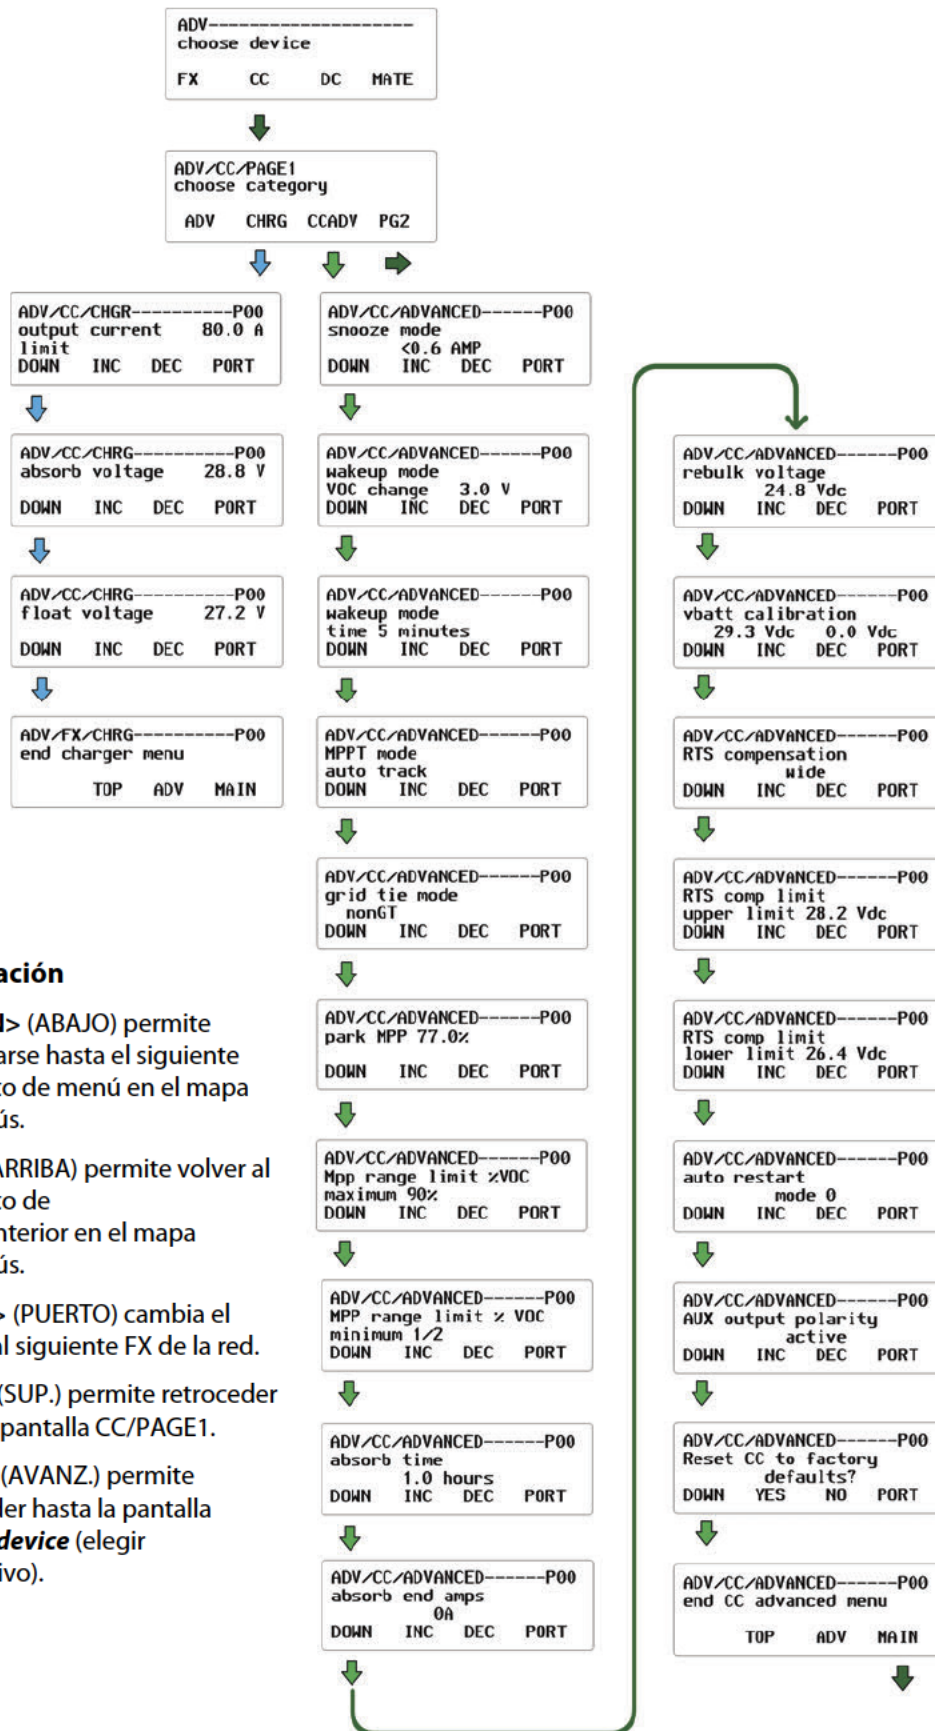 ADV--------------------
choose device
FX CC DC MATE
ADV/CC/PAGE1
choose category
ADV CHRG CCADV PG2
ADV/CC/CHGR----------P00
output current 80.0 A
limit
DOWN INC DEC PORT
ADV/CC/CHRG----------P00
absorb voltage 28.8 V
DOWN INC DEC PORT
ADV/CC/CHRG----------P00
float voltage 27.2 V
DOWN INC DEC PORT
ADV/FX/CHRG----------P00
end charger menu
TOP ADV MAIN
ación
> (ABAJO) permite
arse hasta el siguiente
to de menú en el mapa
ús.
ARRIBA) permite volver al
to de
nterior en el mapa
ús.
> (PUERTO) cambia el
al siguiente FX de la red.
(SUP.) permite retroceder
pantalla CC/PAGE1.
(AVANZ.) permite
der hasta la pantalla
device (elegir
ivo).
ADV/CC/ADVANCED------P00
snooze mode
<0.6 AMP
DOWN INC DEC PORT
ADV/CC/ADVANCED------P00
wakeup mode
VOC change 3.0 V
DOWN INC DEC PORT
ADV/CC/ADVANCED------P00
wakeup mode
time 5 minutes
DOWN INC DEC PORT
ADV/CC/ADVANCED------P00
MPPT mode
auto track
DOWN INC DEC PORT
ADV/CC/ADVANCED------P00
grid tie mode
nonGT
DOWN INC DEC PORT
ADV/CC/ADVANCED------P00
park MPP 77.0%
DOWN INC DEC PORT
ADV/CC/ADVANCED------P00
Mpp range limit %VOC
maximum 90%
DOWN INC DEC PORT
ADV/CC/ADVANCED------P00
MPP range limit % VOC
minimum 1/2
DOWN INC DEC PORT
ADV/CC/ADVANCED------P00
absorb time
1.0 hours
DOWN INC DEC PORT
ADV/CC/ADVANCED------P00
absorb end amps
0A
DOWN INC DEC PORT
ADV/CC/ADVANCED------P00
rebulk voltage
24.8 Vdc
DOWN INC DEC PORT
ADV/CC/ADVANCED------P00
vbatt calibration
29.3 Vdc 0.0 Vdc
DOWN INC DEC PORT
ADV/CC/ADVANCED------P00
RTS compensation
wide
DOWN INC DEC PORT
ADV/CC/ADVANCED------P00
RTS comp limit
upper limit 28.2 Vdc
DOWN INC DEC PORT
ADV/CC/ADVANCED------P00
RTS comp limit
lower limit 26.4 Vdc
DOWN INC DEC PORT
ADV/CC/ADVANCED------P00
auto restart
mode 0
DOWN INC DEC PORT
ADV/CC/ADVANCED------P00
AUX output polarity
active
DOWN INC DEC PORT
ADV/CC/ADVANCED------P00
Reset CC to factory
defaults?
DOWN YES NO PORT
ADV/CC/ADVANCED------P00
end CC advanced menu
TOP ADV MAIN